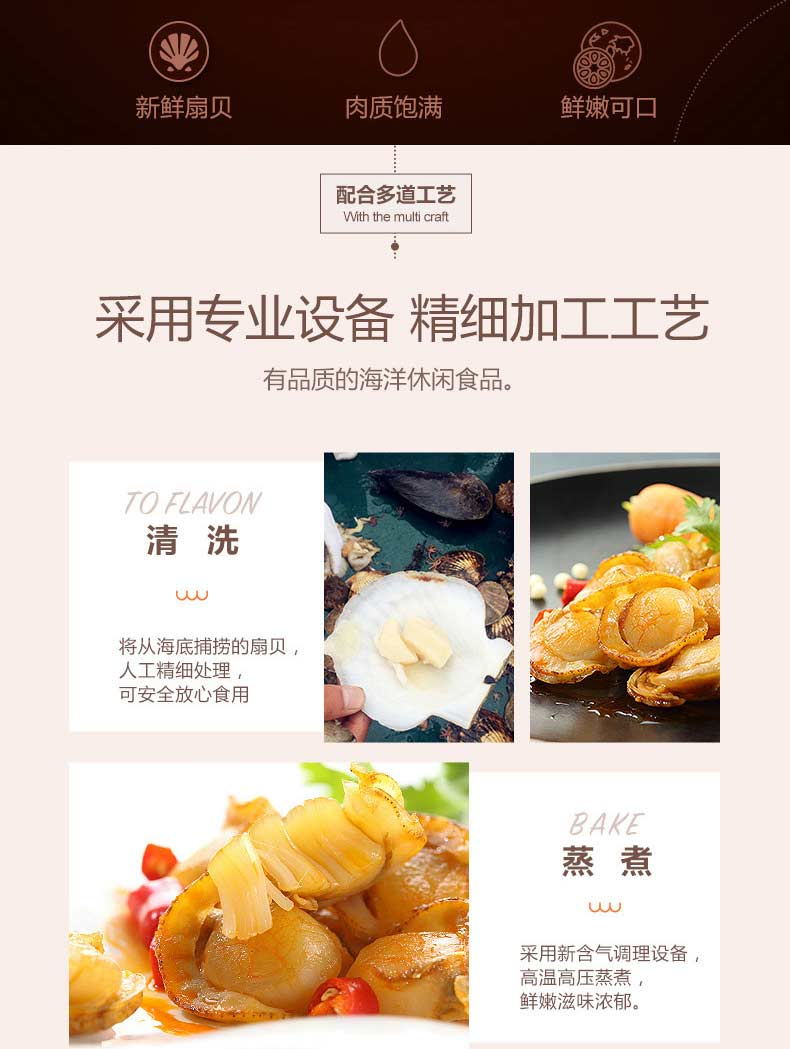 新鲜扇贝
肉质饱满
鲜嫩可口
配合多道工艺
With the multi craft
采用专业设备 精细加工工艺
有品质的海洋休闲食品。
TO FLAVON
清 洗
将从海底捕捞的扇贝，
人工精细处理，
可安全放心食用
BAKE
蒸 煮
采用新含气调理设备，
高温高压蒸煮，
鲜嫩滋味浓郁。